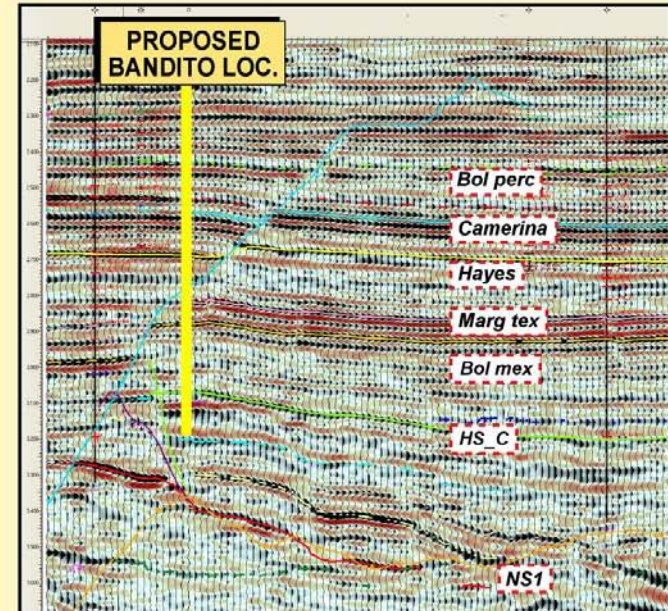 PROPOSED
BANDITO LOC.
Bol perc
Camerina
Hayes
Marg tex
Bol mex
HS_C
NS1